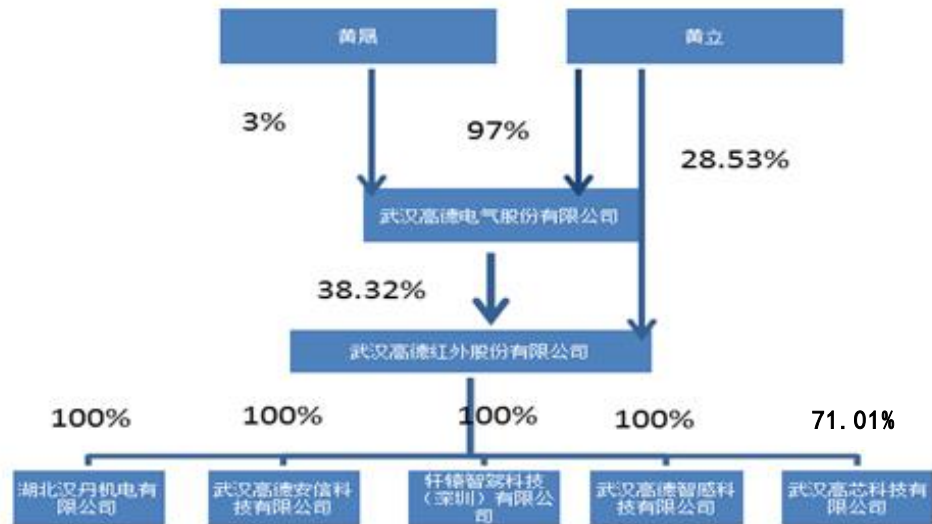 黄晟
黄立
3%
97%
28.53%
武汉高德电气股份有限公司
38.32%
武汉高德红外股份有限公司
100%
100%
100%
100%
71.01%
湖北汉丹机电有
限公司
武汉高德安信科
技有限公司
轩辕智驾科技
(深圳)有限公
司
武汉高德智感科
技有限公司
武汉高芯科技有
限公司